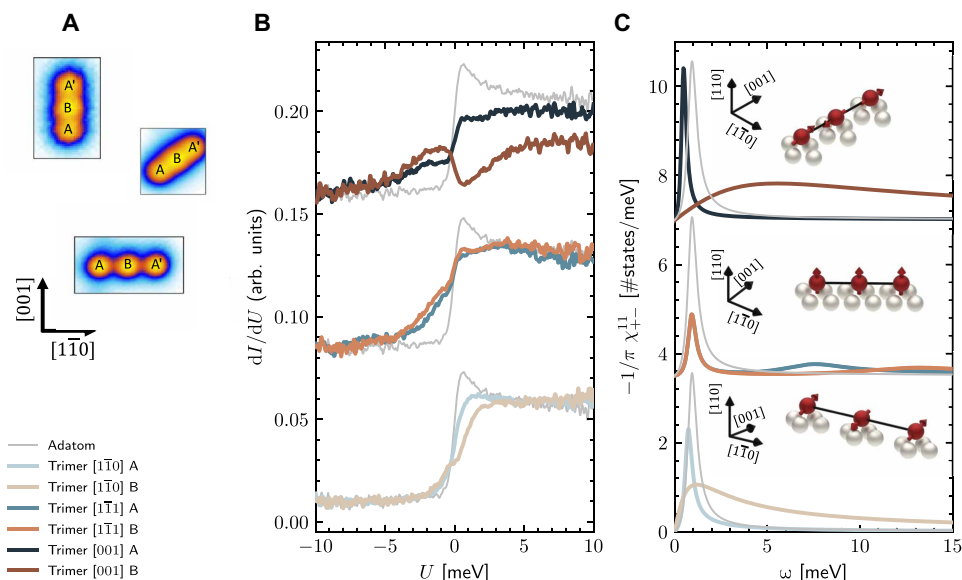 A
A'
B
A
A'
B
A
A
B
A'
[001]
[11̅0]
Adatom
Trimer [11̅0] A
Trimer [11̅0] B
Trimer [11̅1] A
Trimer [11̅1] B
Trimer [001] A
Trimer [001] B
B
dI/dU (arb. units)
0.20
0.15
0.10
0.05
0.00
−10
−5
0
5
10
U [meV]
C
−1/π χ¹¹₊₋ [#states/meV]
10
8
6
4
2
0
0
5
10
15
ω [meV]
[110]
[001]
[11̅0]
[110]
[001]
[11̅0]
[110]
[001]
[11̅0]